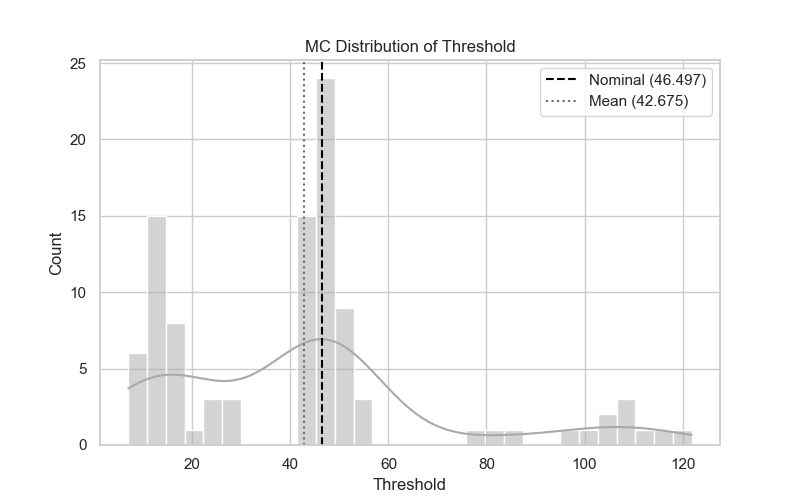 MC Distribution of Threshold
Nominal (46.497)
Mean (42.675)
25
20
15
10
5
0
Count
20 40 60 80 100 120
Threshold